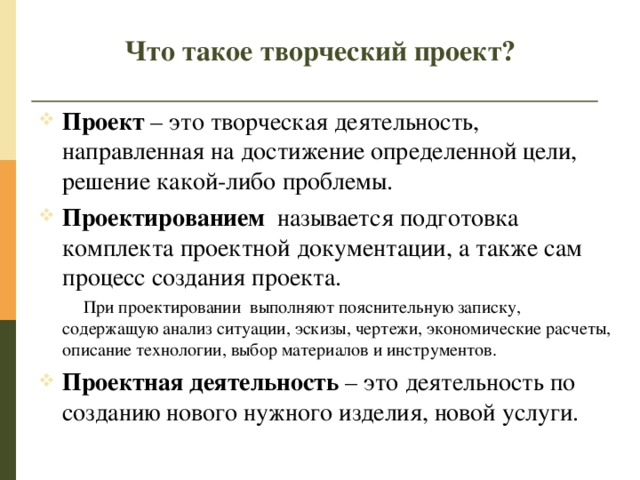 Что такое творческий проект?
Проект – это творческая деятельность,
направленная на достижение определенной цели,
решение какой-либо проблемы.
Проектированием называется подготовка
комплекта проектной документации, а также сам
процесс создания проекта.
При проектировании выполняют пояснительную записку,
содержащую анализ ситуации, эскизы, чертежи, экономические расчеты,
описание технологии, выбор материалов и инструментов.
Проектная деятельность – это деятельность по
созданию нового нужного изделия, новой услуги.